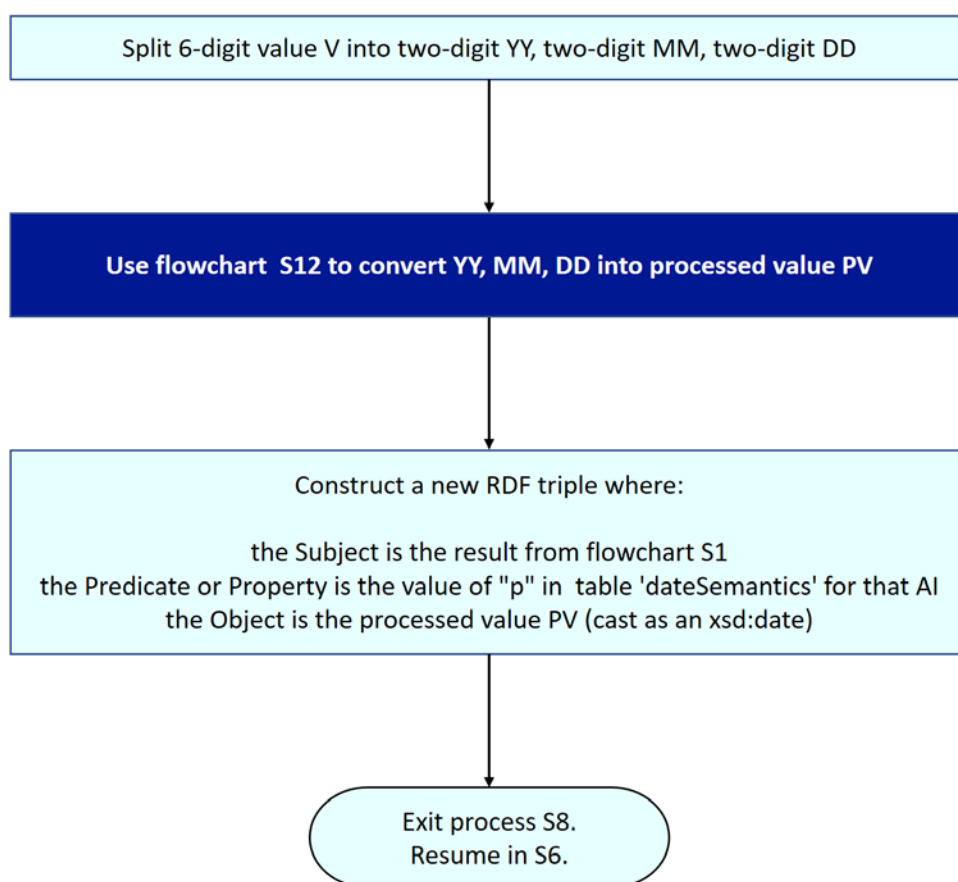 Split 6-digit value V into two-digit YY, two-digit MM, two-digit DD
Use flowchart S12 to convert YY, MM, DD into processed value PV
Construct a new RDF triple where:
the Subject is the result from flowchart S1
the Predicate or Property is the value of "p" in table 'dateSemantics' for that AI
the Object is the processed value PV (cast as an xsd:date)
Exit process S8.
Resume in S6.